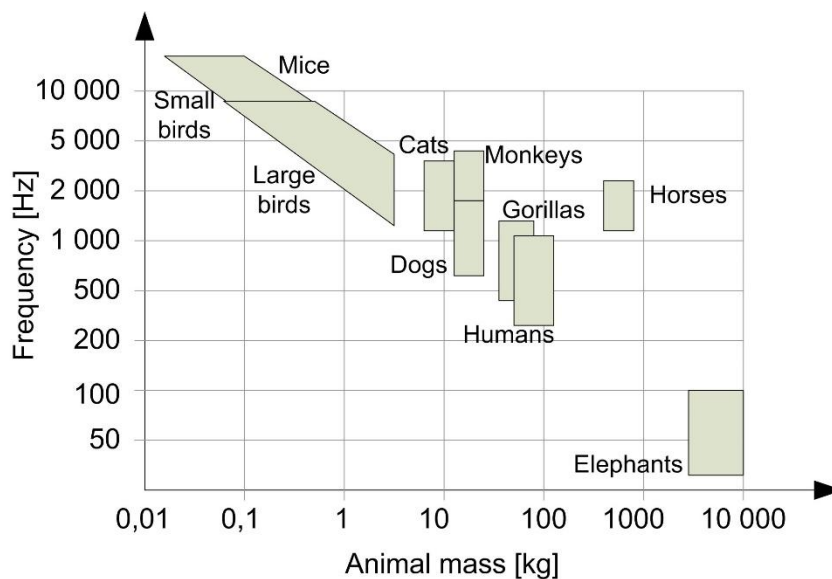 10 000
5 000
2 000
1 000
500
200
100
50
Frequency [Hz]
Mice
Small
birds
Large
birds
Cats
Monkeys
Dogs
Gorillas
Humans
Horses
Elephants
0,01
0,1
1
10
100
1000
10 000
Animal mass [kg]